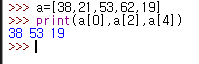 >>> a=[38,21,53,62,19]
>>> print(a[0],a[2],a[4])
38 53 19
>>>